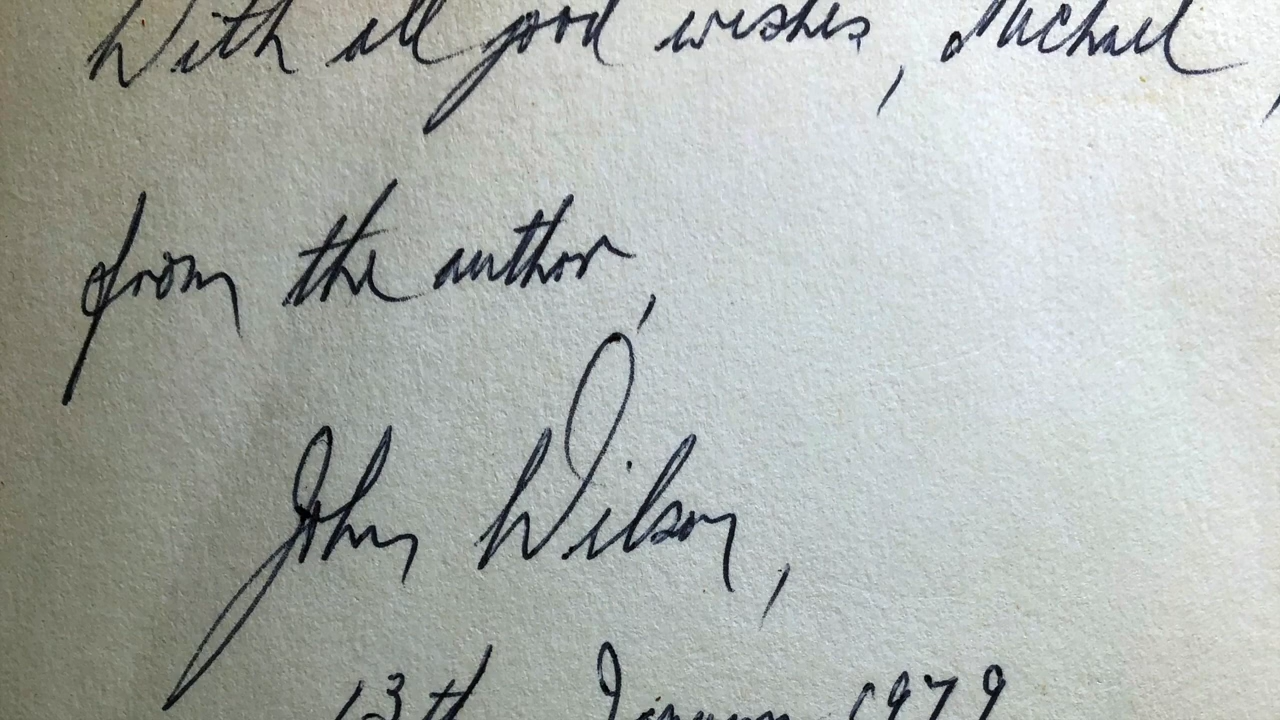 With all good wishes, Michael,
from the author,
John Wilson,
13th January 1979